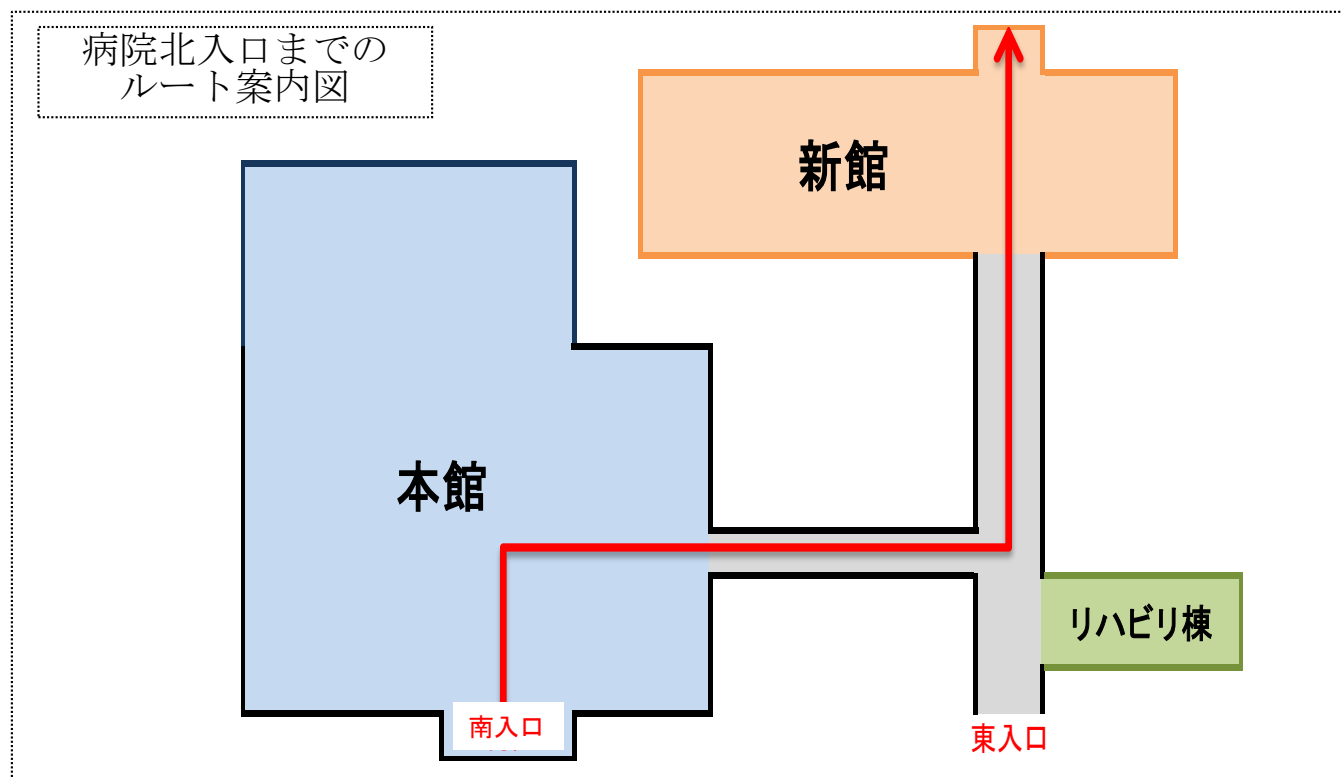 病院北入口までの
ルート案内図
新館
本館
リハビリ棟
南入口
東入口